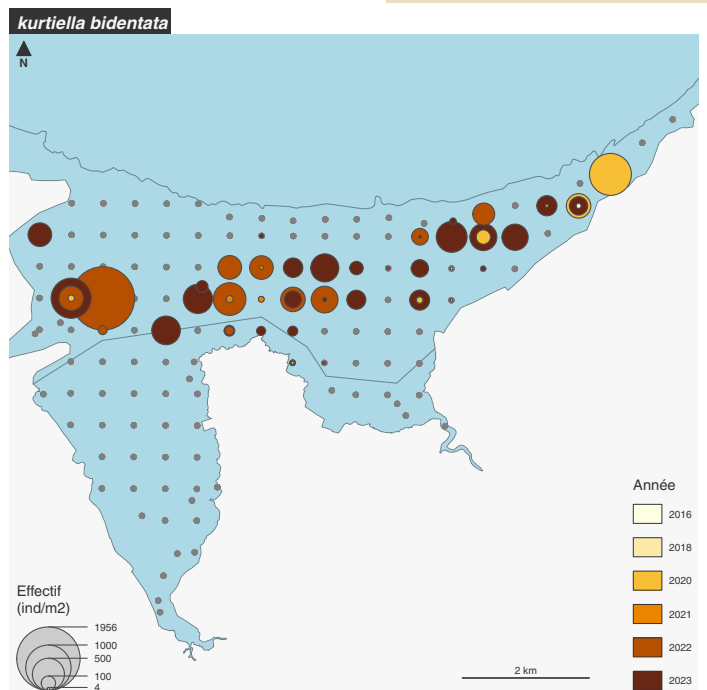 kurtiella bidentata
N
Année
2016
2018
2020
2021
2022
2023
Effectif
(ind/m2)
1956
1000
500
100
4
2 km